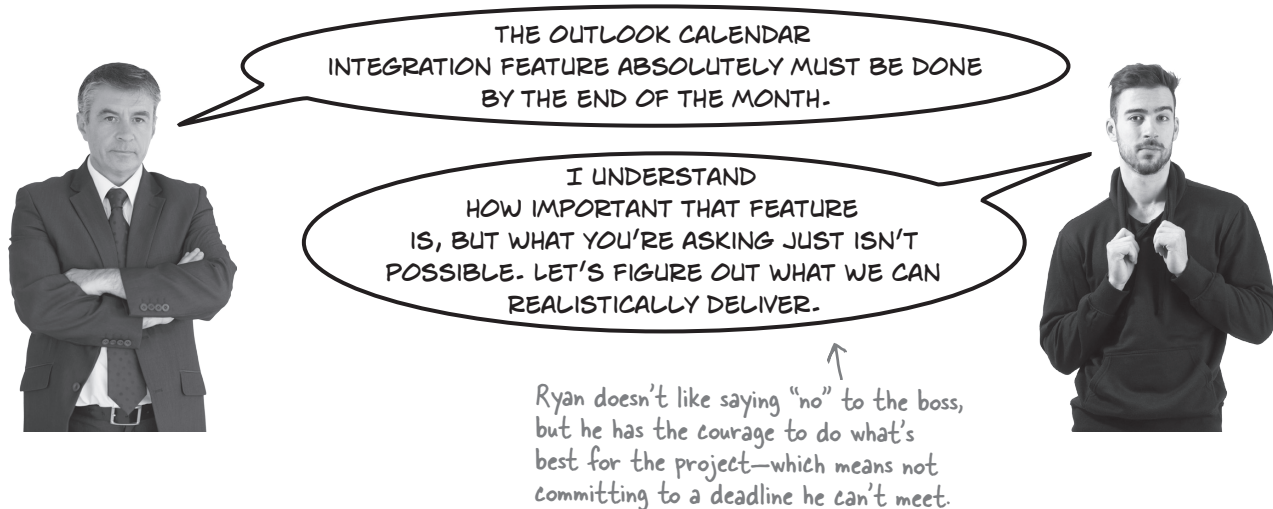 THE OUTLOOK CALENDAR
INTEGRATION FEATURE ABSOLUTELY MUST BE DONE
BY THE END OF THE MONTH.
I UNDERSTAND
HOW IMPORTANT THAT FEATURE
IS, BUT WHAT YOU'RE ASKING JUST ISN'T
POSSIBLE. LET'S FIGURE OUT WHAT WE CAN
REALISTICALLY DELIVER.
Ryan doesn't like saying “no” to the boss,
but he has the courage to do what's
best for the project—which means not
committing to a deadline he can't meet.